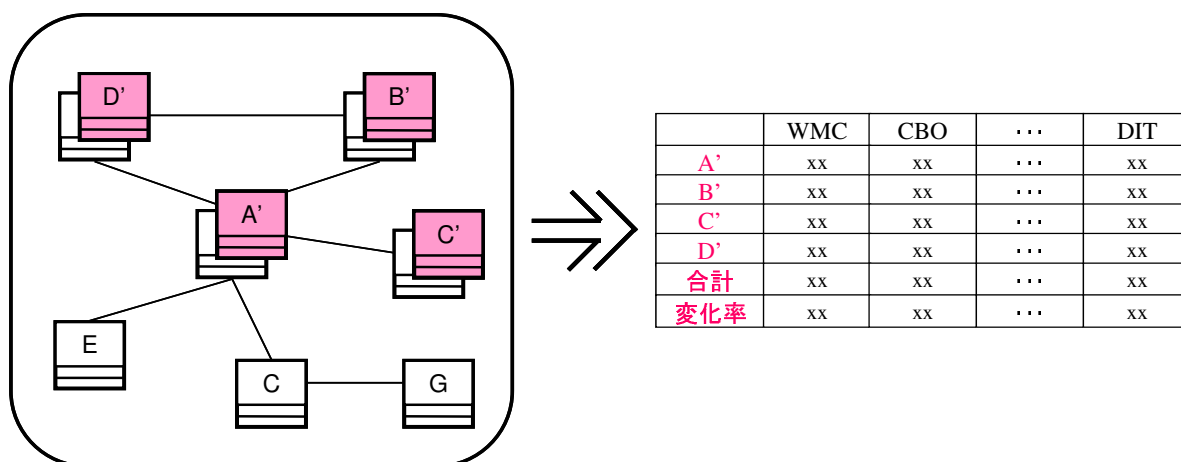 D' B'
A'
C'
E
C G
WMC CBO ··· DIT
A' xx xx ··· xx
B' xx xx ··· xx
C' xx xx ··· xx
D' xx xx ··· xx
合計 xx xx ··· xx
変化率 xx xx ··· xx